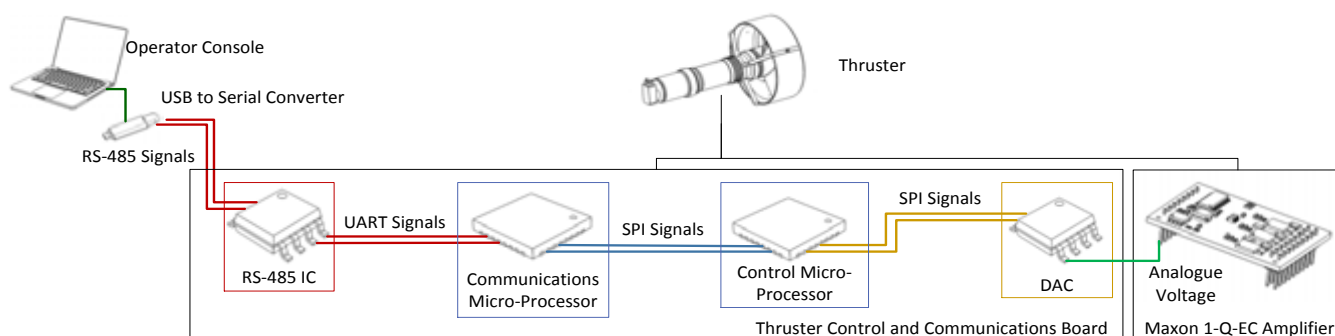 Operator Console
USB to Serial Converter
Thruster
RS-485 Signals
UART Signals
SPI Signals
SPI Signals
RS-485 IC
Communications
Micro-Processor
Control Micro-
Processor
DAC
Analogue
Voltage
Thruster Control and Communications Board
Maxon 1-Q-EC Amplifier